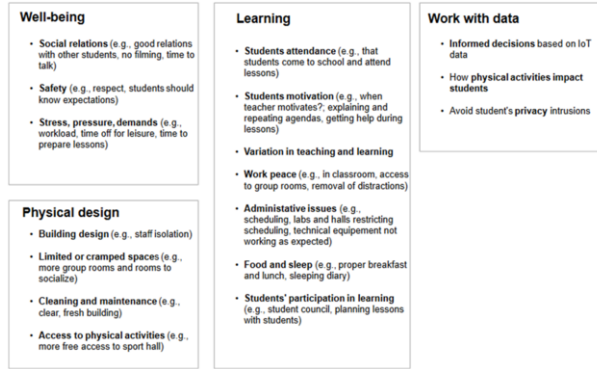 Well-being
• Social relations (e.g., good relations
with other students, no filming, time to
talk)
• Safety (e.g., respect, students should
know expectations)
• Stress, pressure, demands (e.g.,
workload, time off for leisure, time to
prepare lessons)
Physical design
• Building design (e.g., staff isolation)
• Limited or cramped spaces (e.g.,
more group rooms and rooms to
socialize)
• Cleaning and maintenance (e.g.,
clear, fresh building)
• Access to physical activities (e.g.,
more free access to sport hall)
Learning
• Students attendance (e.g., that
students come to school and attend
lessons)
• Students motivation (e.g., when
teacher motivates?; explaining and
repeating agendas, getting help during
lessons)
• Variation in teaching and learning
• Work peace (e.g., in classroom, access
to group rooms, removal of distractions)
• Administative issues (e.g.,
scheduling, labs and halls restricting
scheduling, technical equipement not
working as expected)
• Food and sleep (e.g., proper breakfast
and lunch, sleeping diary)
• Students' participation in learning
(e.g., student council, planning lessons
with students)
Work with data
• Informed decisions based on IoT
data
• How physical activities impact
students
• Avoid student's privacy intrusions